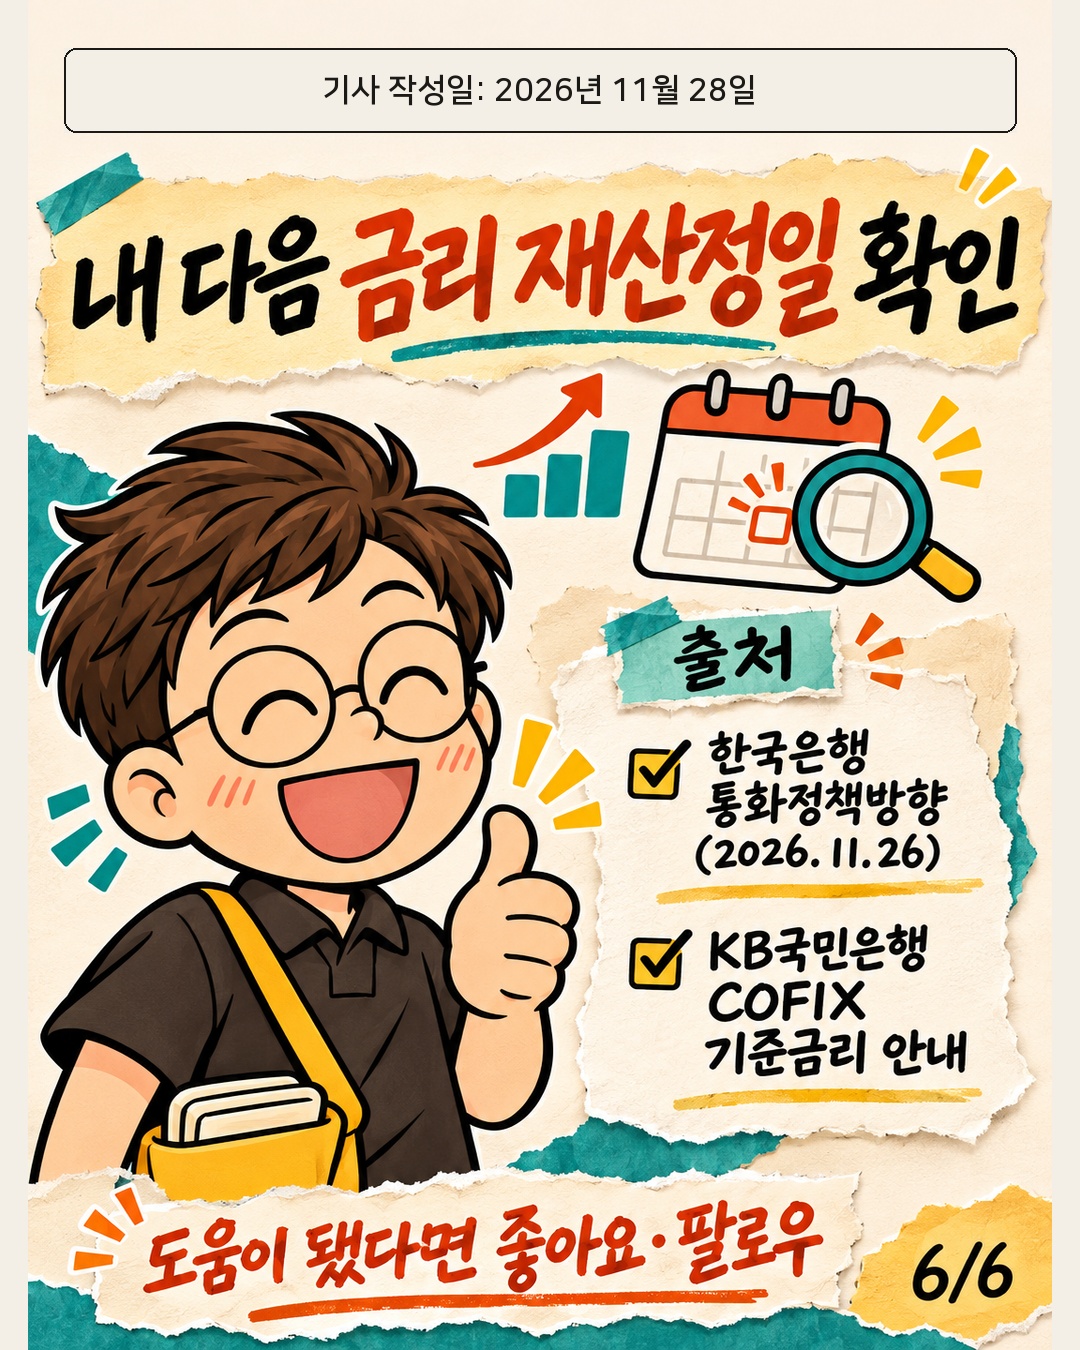 기사 작성일: 2026년 11월 28일
내 다음 금리 재산정일 확인
출처
한국은행
통화정책방향
(2026.11.26)
KB국민은행
COFIX
기준금리 안내
도움이 됐다면 좋아요·팔로우
6/6